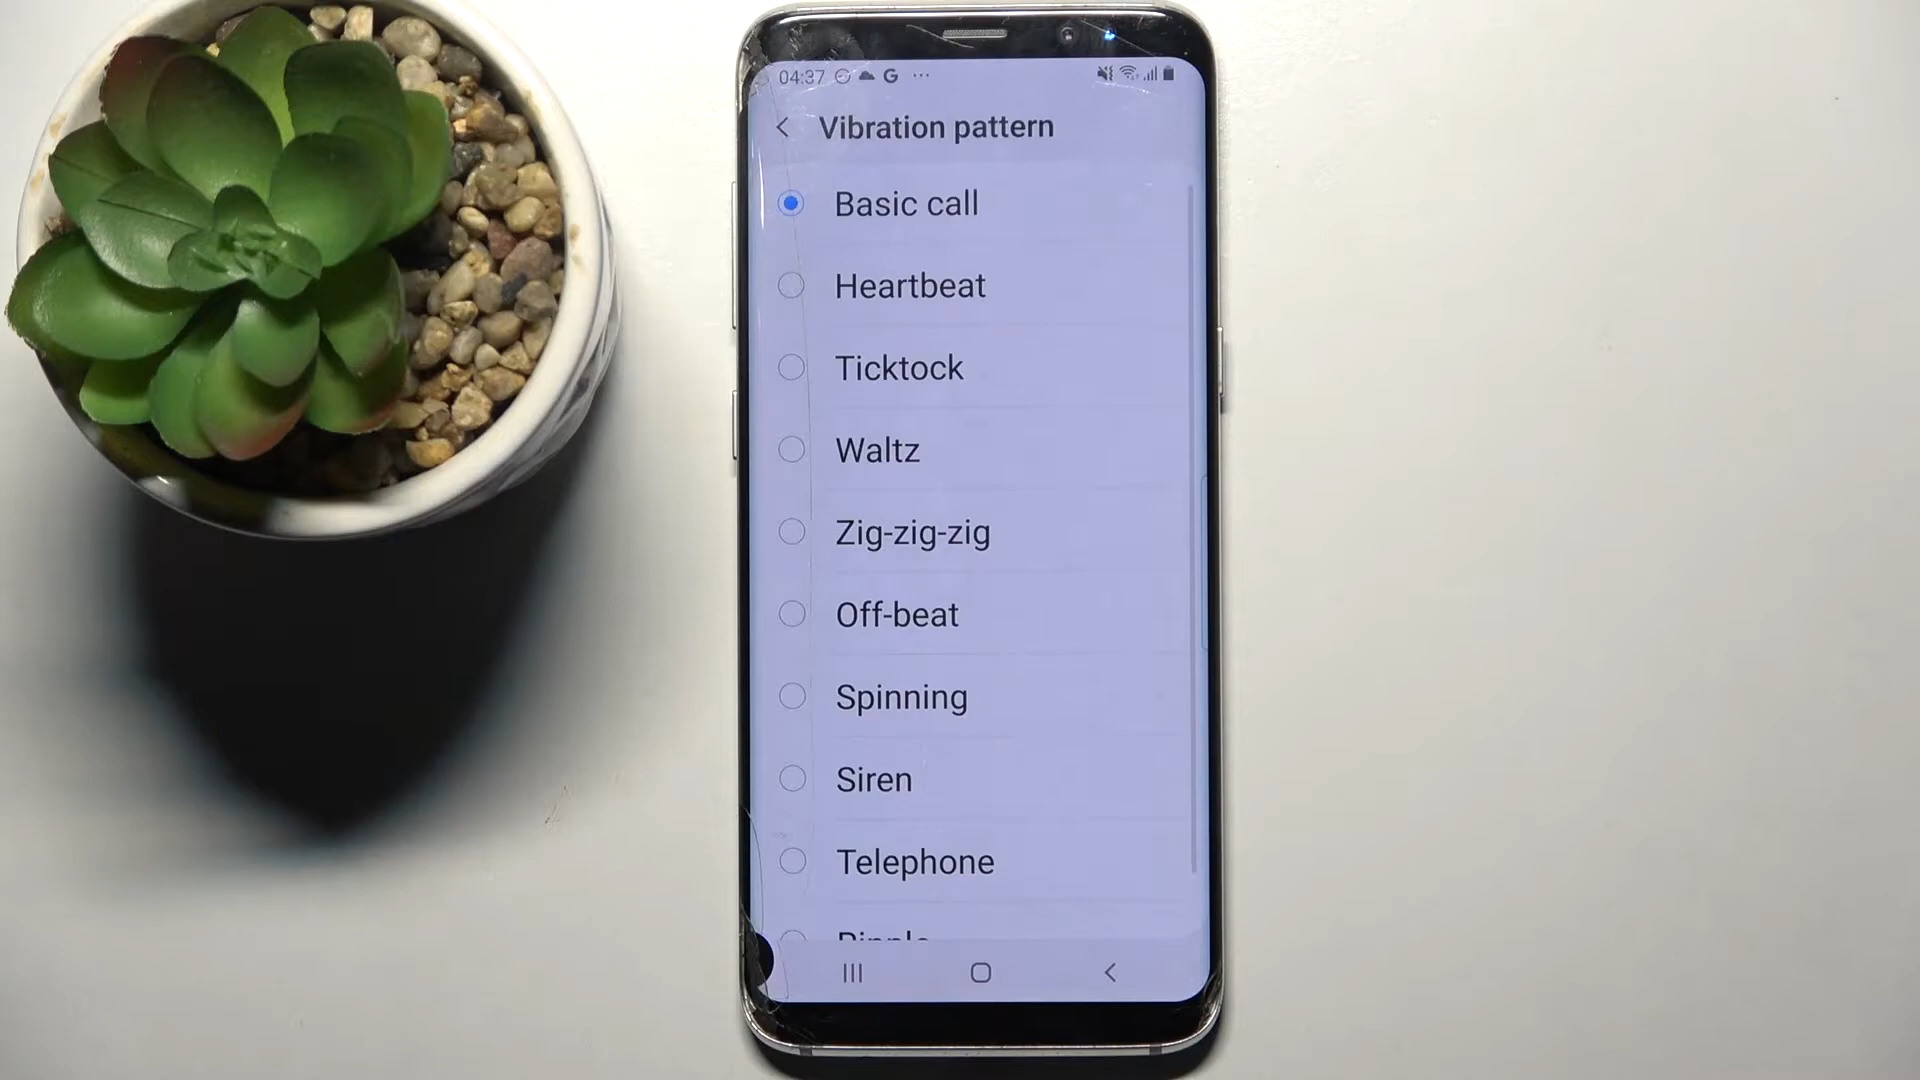 04:37 G ...
Vibration pattern
Basic call
Heartbeat
Ticktock
Waltz
Zig-zig-zig
Off-beat
Spinning
Siren
Telephone